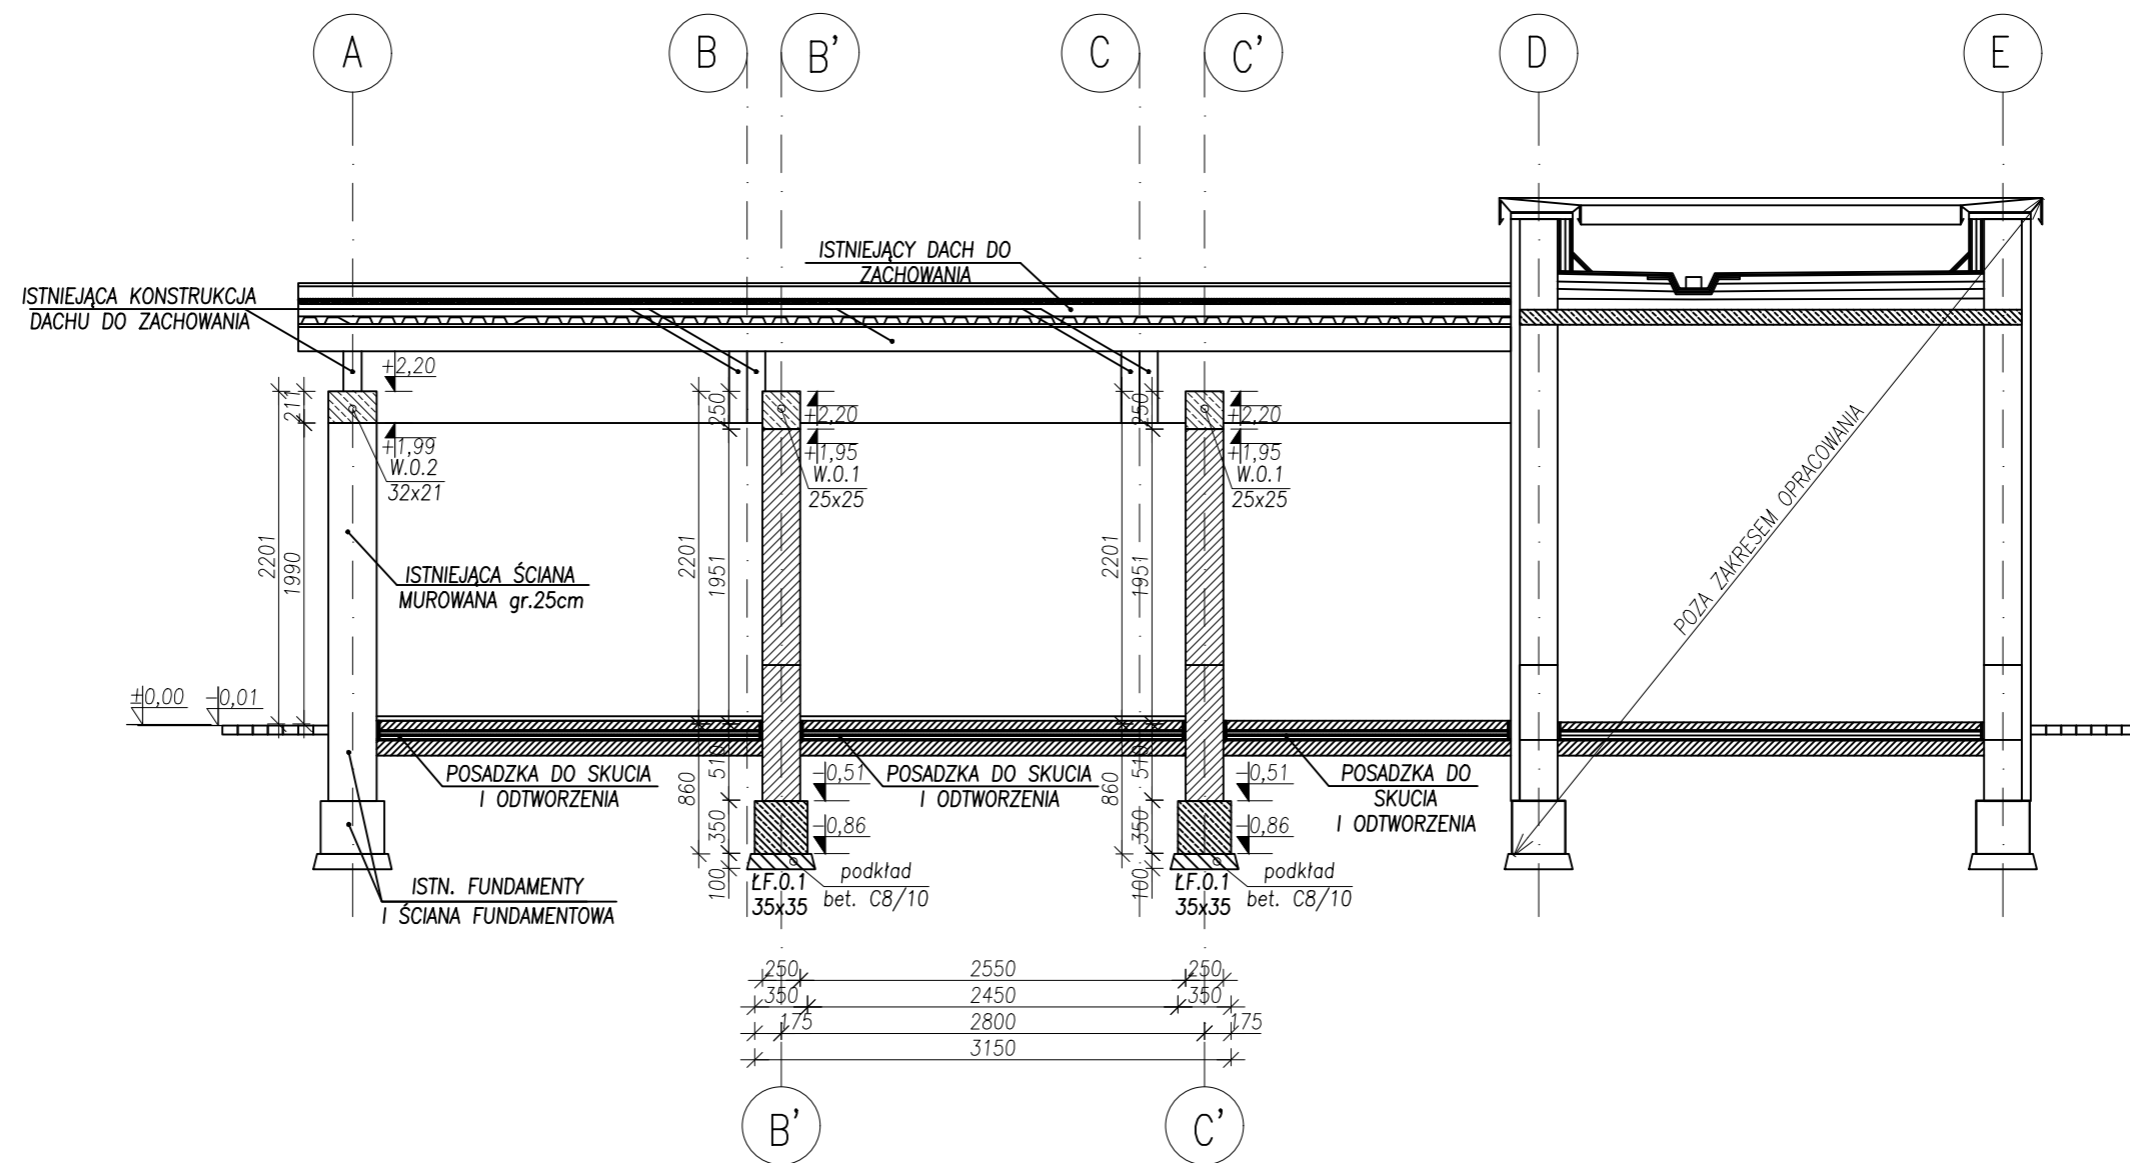 A
B
B'
C
C'
D
E
ISTNIEJĄCY DACH DO
ZACHOWANIA
ISTNIEJĄCA KONSTRUKCJA
DACHU DO ZACHOWANIA
+2,20
211
250
+2,20
250
+2,20
+1,99
W.O.2
32x21
+1,95
W.O.1
25x25
+1,95
W.O.1
25x25
POZA ZAKRESEM OPRACOWANIA
2201
1990
2201
1951
2201
1951
ISTNIEJĄCA ŚCIANA
MUROWANA gr.25cm
±0,00
-0,01
POSADZKA DO SKUCIA
I ODTWORZENIA
860
510
-0,51
POSADZKA DO SKUCIA
I ODTWORZENIA
860
510
-0,51
POSADZKA DO
SKUCIA
I ODTWORZENIA
350
-0,86
350
-0,86
ISTN. FUNDAMENTY
I ŚCIANA FUNDAMENTOWA
100
ŁF.0.1
35x35
podkład
bet. C8/10
100
ŁF.0.1
35x35
podkład
bet. C8/10
250
2550
250
350
2450
350
175
2800
175
3150
B'
C'